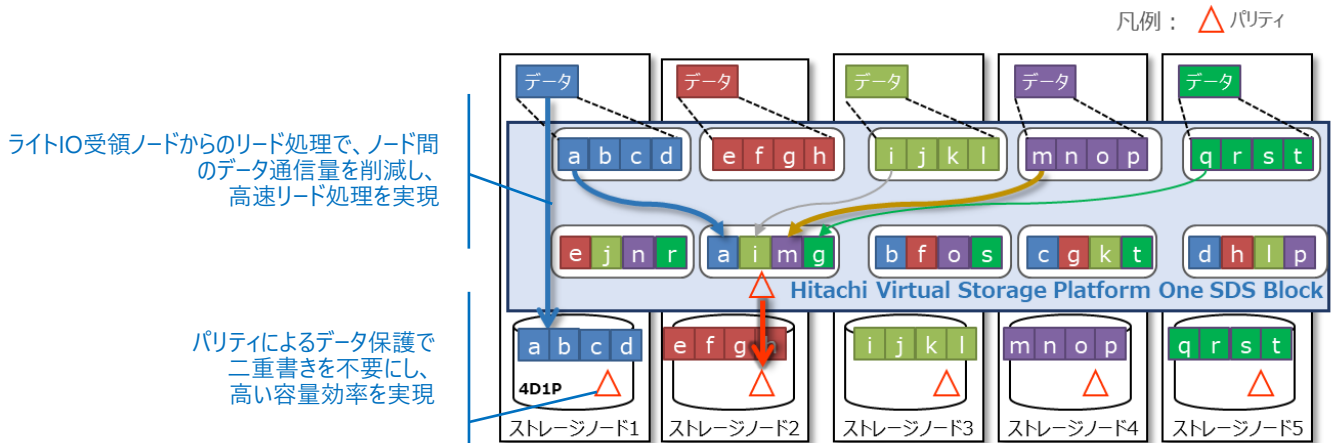 凡例： パリティ
データ データ データ データ データ
ライトIO受領ノードからのリード処理で、ノード間
のデータ通信量を削減し、
高速リード処理を実現
a b c d e f g h i j k l m n o p q r s t
e j n r a i m g b f o s c g k t d h l p
Hitachi Virtual Storage Platform One SDS Block
パリティによるデータ保護で
二重書きを不要にし、
高い容量効率を実現
a b c d e f g h i j k l m n o p q r s t
4D1P
ストレージノード1 ストレージノード2 ストレージノード3 ストレージノード4 ストレージノード5